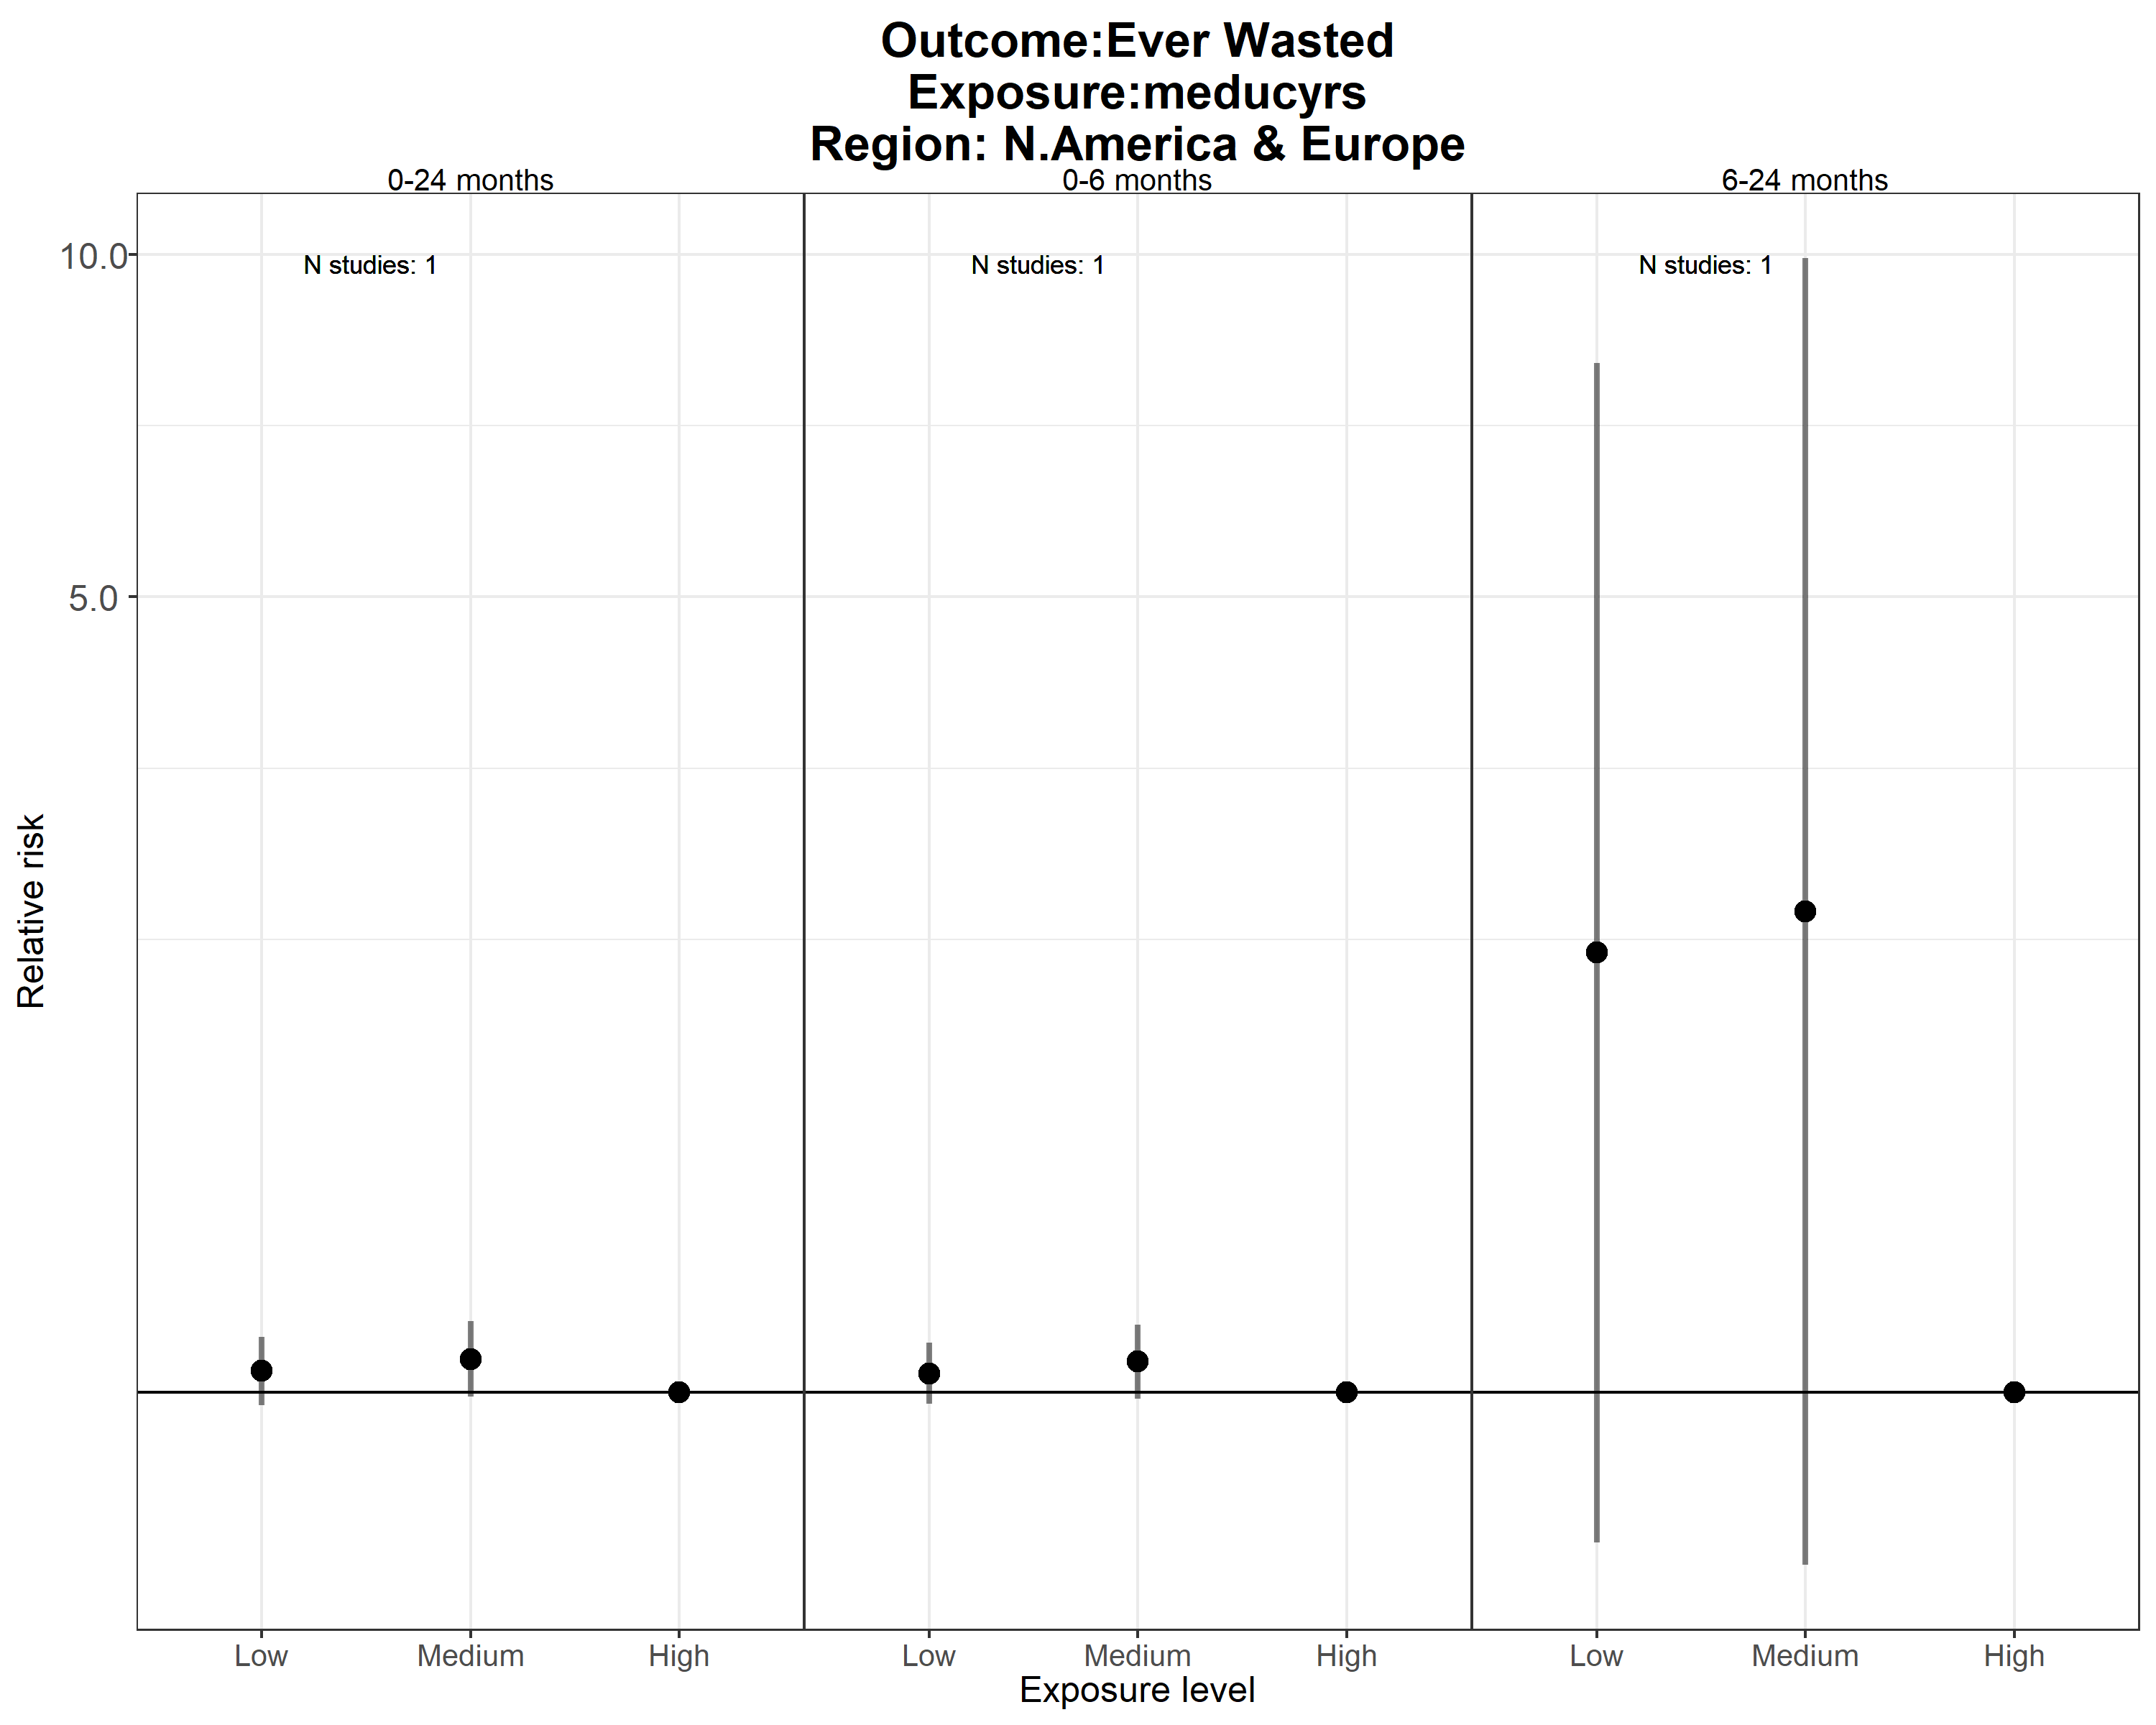 Outcome:Ever Wasted
Exposure:meducyrs
Region: N.America & Europe
0-24 months
0-6 months
6-24 months
10.0
N studies: 1
N studies: 1
N studies: 1
5.0
Relative risk
Low
Medium
High
Low
Medium
High
Low
Medium
High
Exposure level